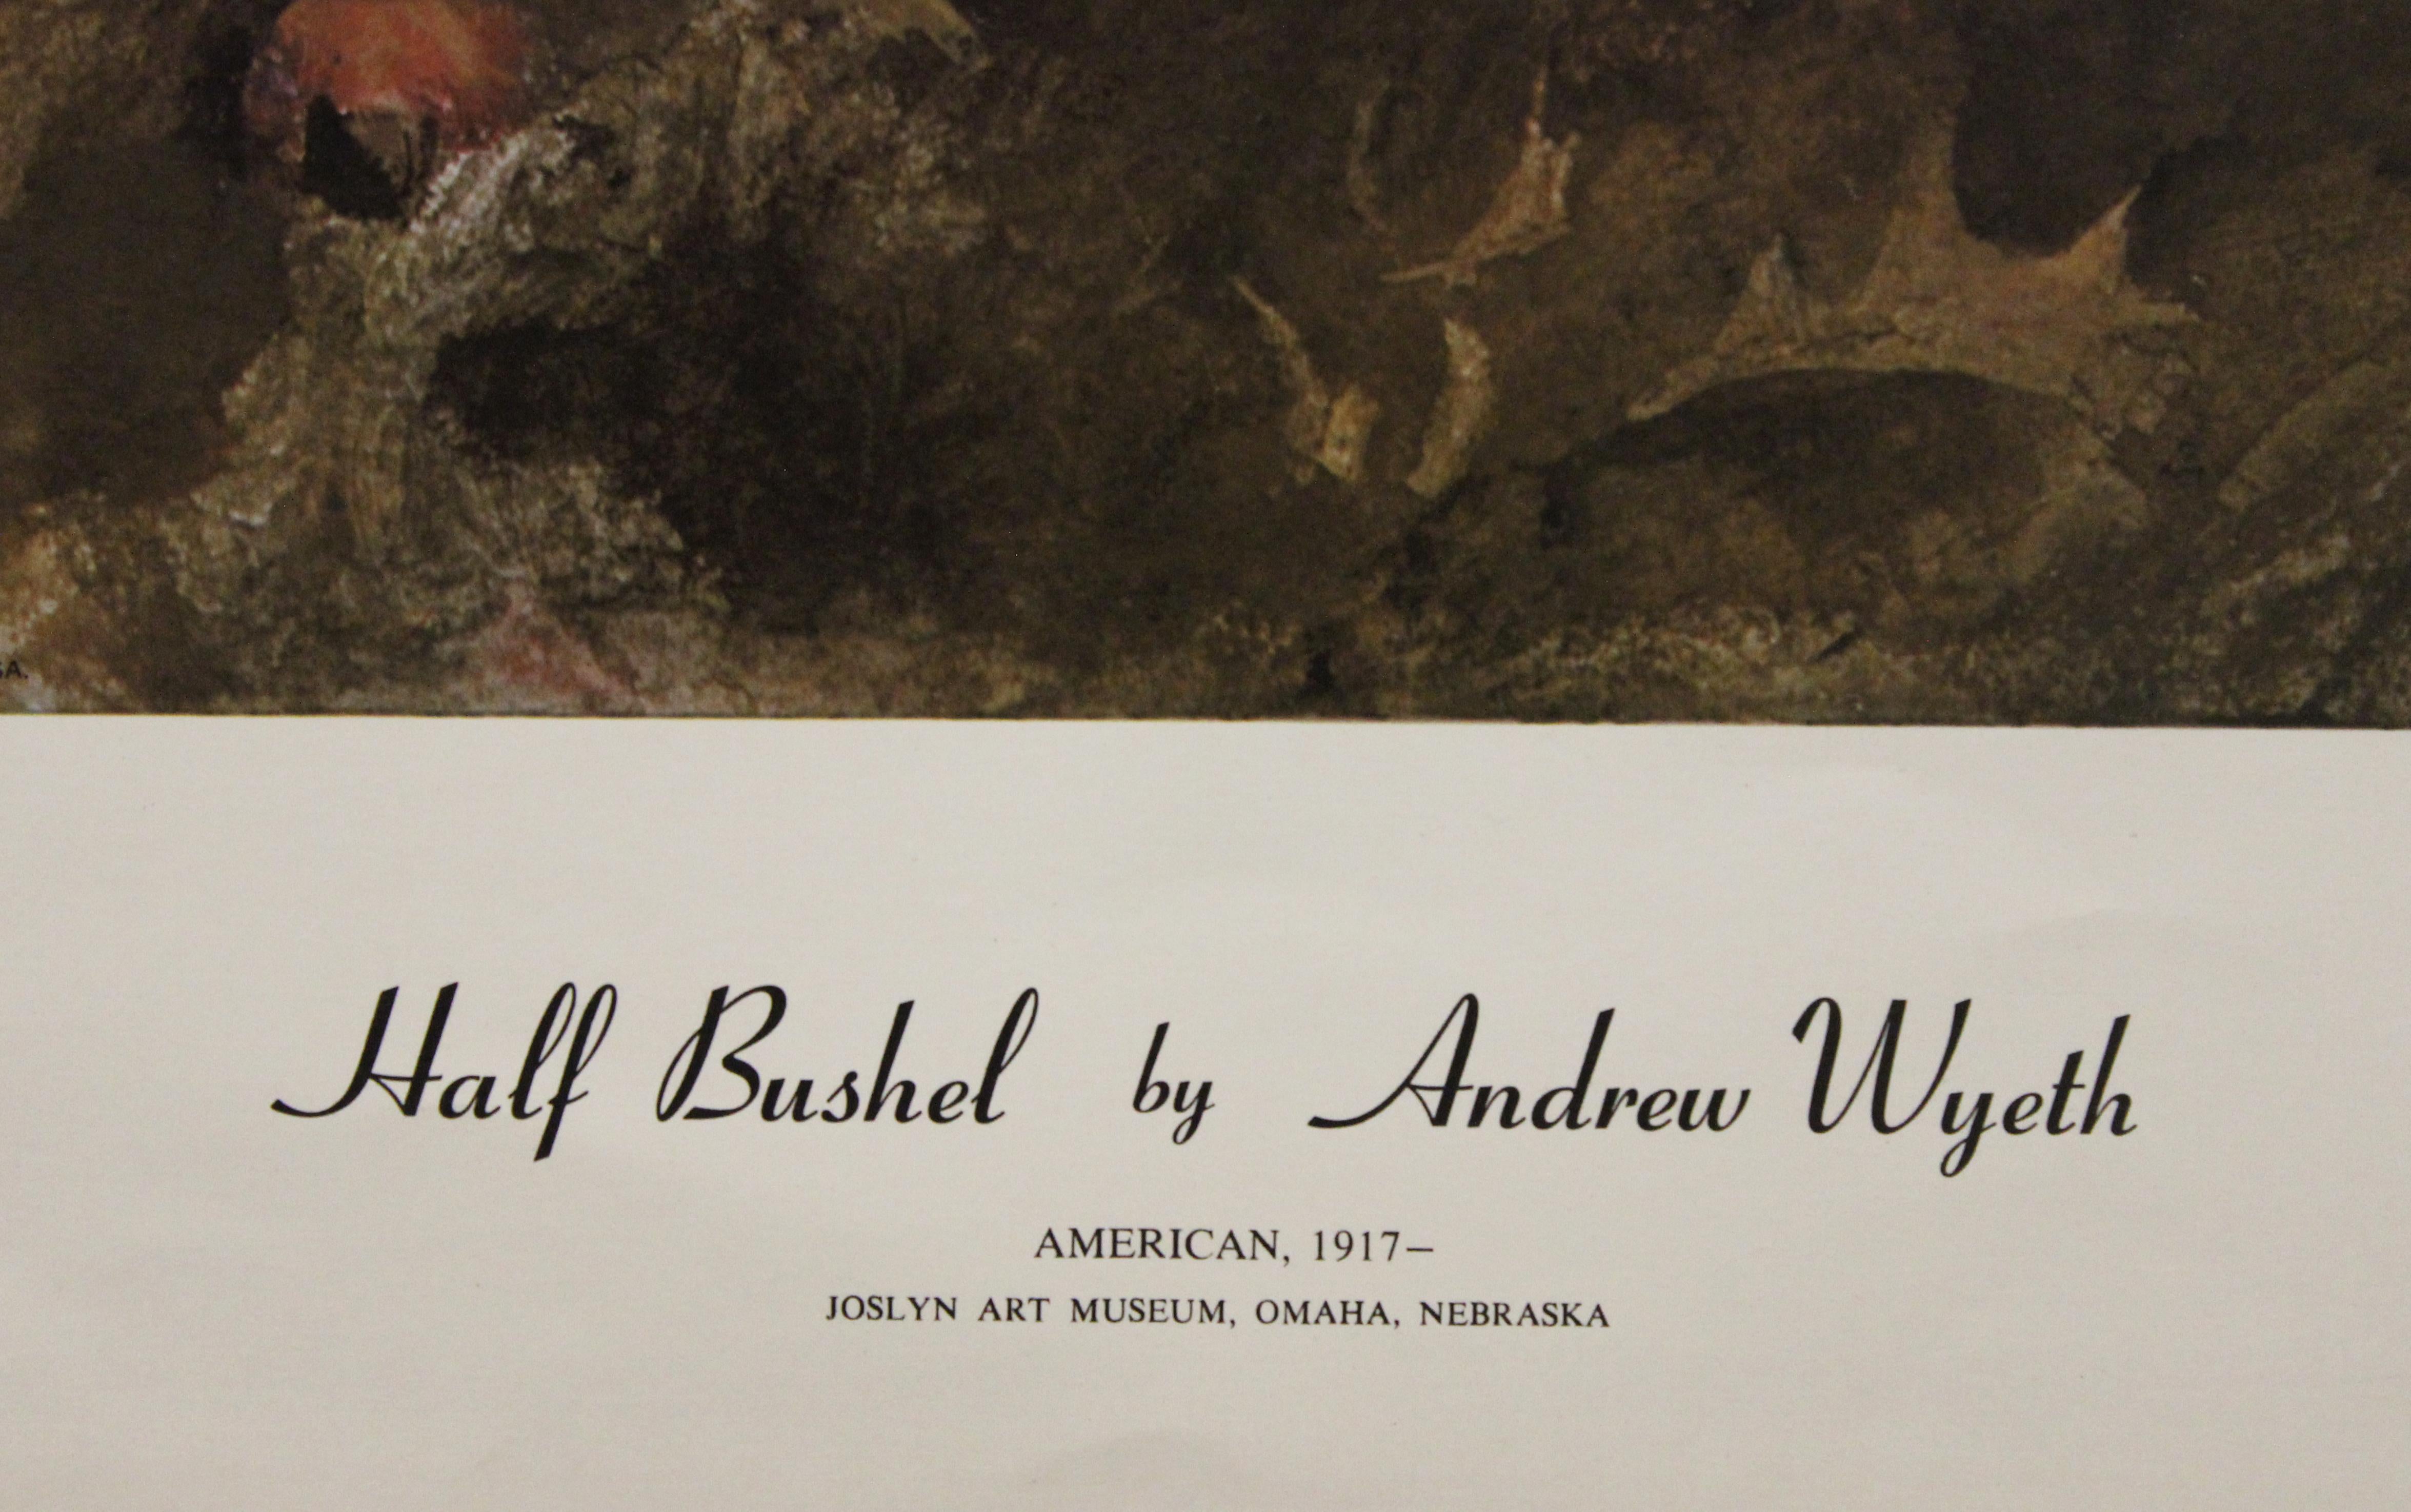 Half Bushel by Andrew Wyeth
AMERICAN, 1917–
JOSLYN ART MUSEUM, OMAHA, NEBRASKA